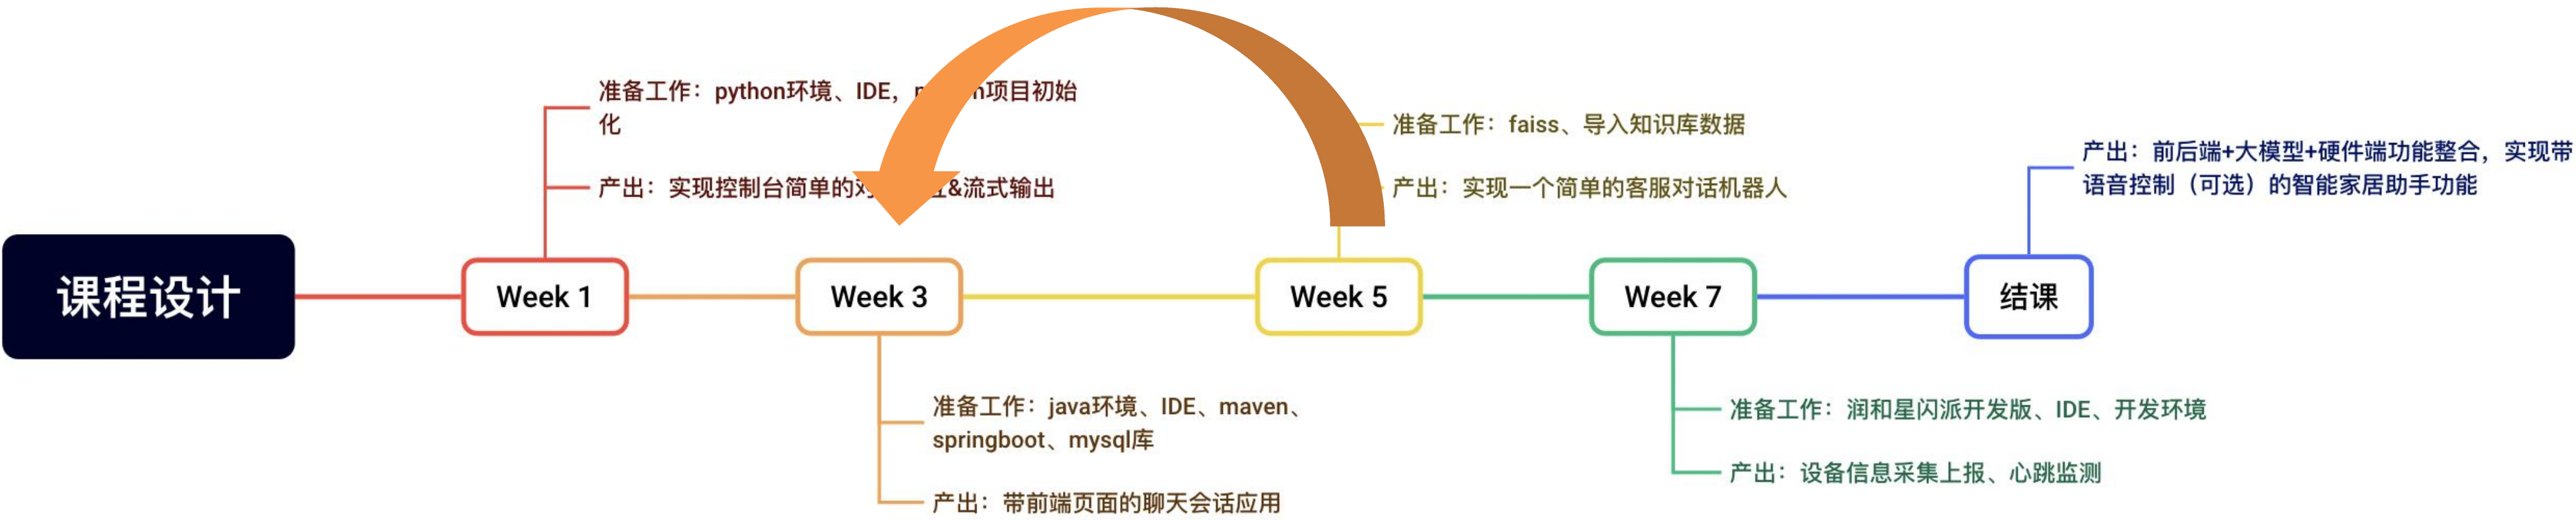 课程设计
Week 1
准备工作：python环境、IDE，项目初始
化
产出：实现控制台简单的&流式输出
Week 3
准备工作：java环境、IDE、maven、
springboot、mysql库
产出：带前端页面的聊天会话应用
Week 5
准备工作：faiss、导入知识库数据
产出：实现一个简单的客服对话机器人
Week 7
准备工作：润和星闪派开发版、IDE、开发环境
产出：设备信息采集上报、心跳监测
结课
产出：前后端+大模型+硬件端功能整合，实现带
语音控制（可选）的智能家居助手功能